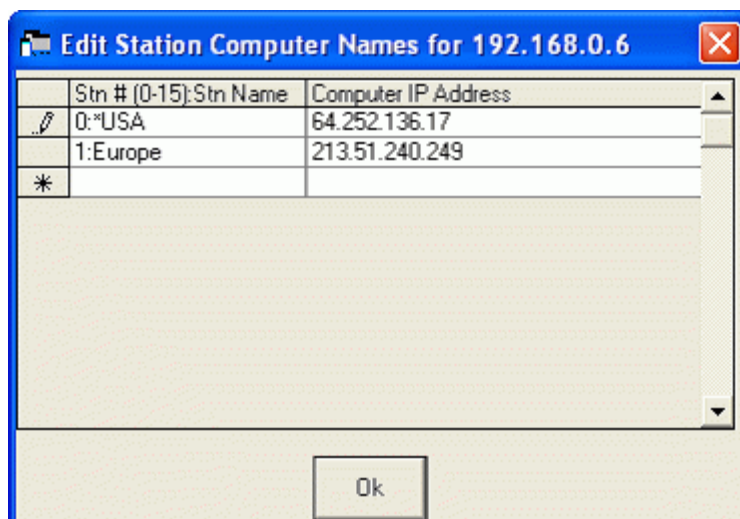 Edit Station Computer Names for 192.168.0.6
Stn # (0-15):Stn Name Computer IP Address
0:*USA 64.252.136.17
1:Europe 213.51.240.249
Ok